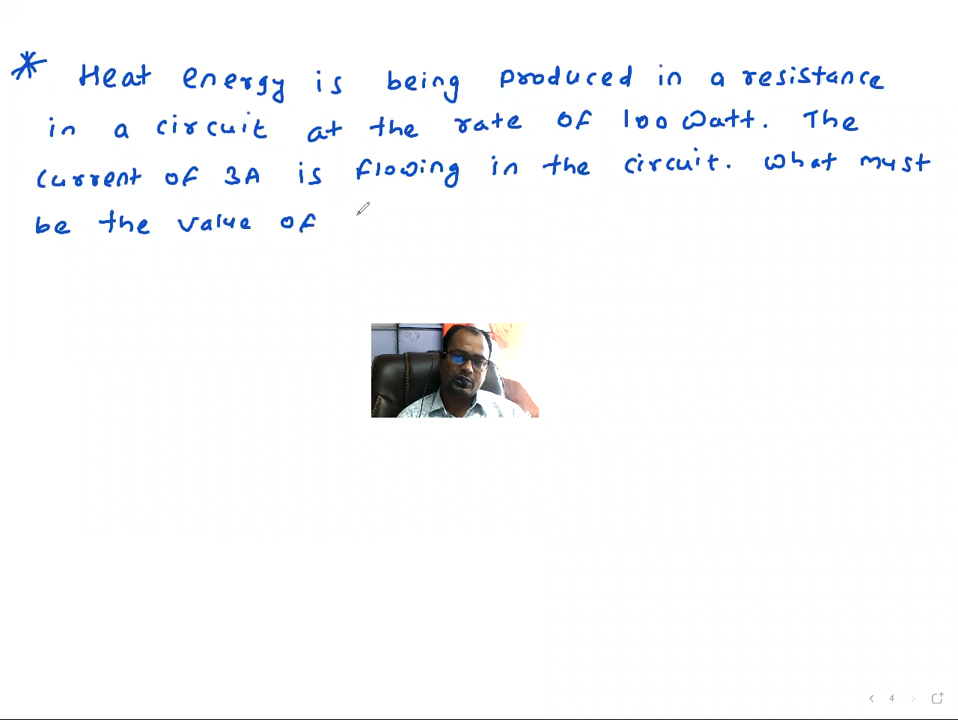 * Heat energy is being produced in a resistance
in a circuit at the rate of 100 Watt. The
current of 3A is flowing in the circuit. What must
be the value of
4